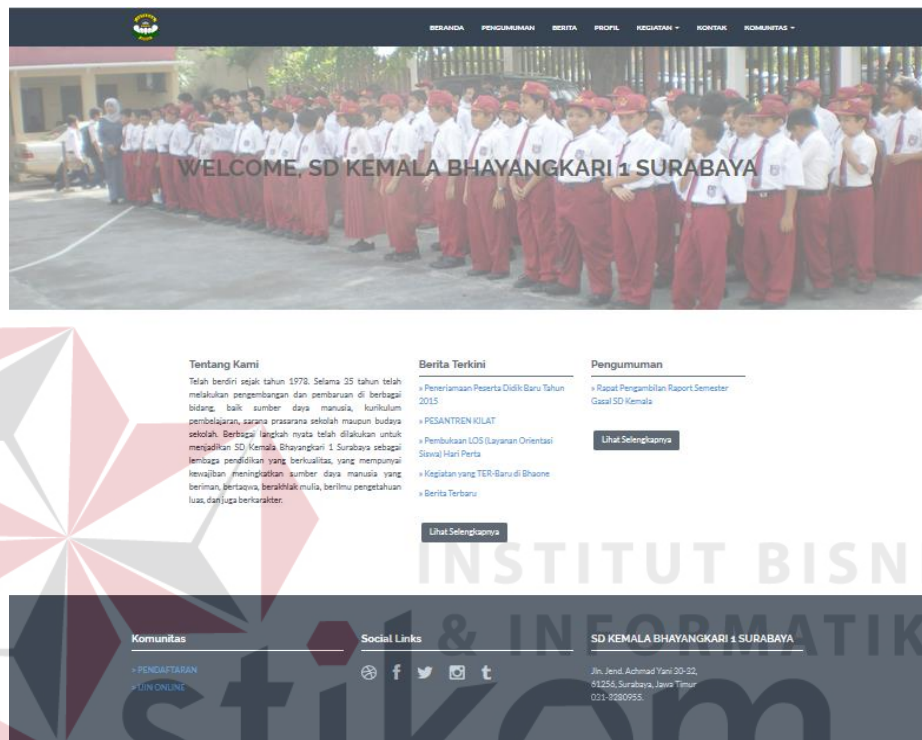 BERANDA PENGUMUMAN BERITA PROFIL KEGIATAN KONTAK KOMUNITAS
WELCOME, SD KEMALA BHAYANGKARI 1 SURABAYA
Tentang Kami
Telah berdiri sejak tahun 1978. Selama 25 tahun telah
melakukan pengembangan dan pembaruan di berbagai
bidang, baik sumber daya manusia, kurikulum
pembelajaran, sarana prasarana sekolah maupun budaya
sekolah. Berbagai langkah nyata telah dilakukan untuk
menjadikan SD Kemala Bhayangkari 1 Surabaya sebagai
lembaga pendidikan yang berkualitas, yang mempunyai
kewajiban meningkatkan sumber daya manusia yang
beriman, bertaqwa, berakhlak mulia, berilmu pengetahuan
luas, dan juga berkarakter.
Berita Terkini
» Peneriamaan Peserta Didik Baru Tahun
2015
» PESANTREN KILAT
» Pembukaan LOS (Layanan Orientasi
Siswa) Hari Perta
» Kegiatan yang TER-Baru di Bhaone
» Berita Terbaru
Lihat Selengkapnya
Pengumuman
» Rapat Pengambilan Raport Semester
Gasal SD Kemala
Lihat Selengkapnya
INSTITUT BISN
& INFORMATIK
stikom
Komunitas
» PENDAFTARAN
» IJIN ONLINE
Social Links
SD KEMALA BHAYANGKARI 1 SURABAYA
Jln. Jend. Achmad Yani 30-32,
61256, Surabaya, Jawa Timur
031-8280955.